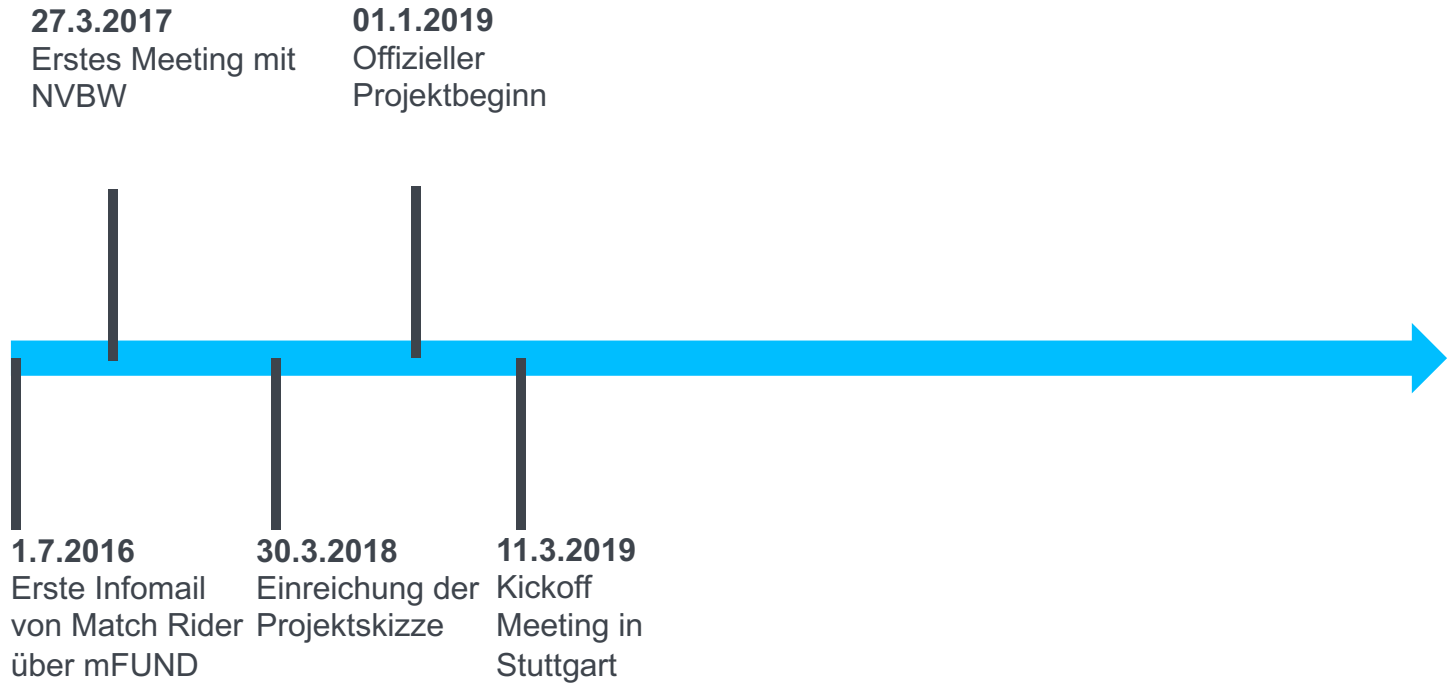 27.3.2017
Erstes Meeting mit
NVBW
01.1.2019
Offizieller
Projektbeginn
1.7.2016
Erste Infomail
von Match Rider
über mFUND
30.3.2018
Einreichung der
Projektskizze
11.3.2019
Kickoff
Meeting in
Stuttgart